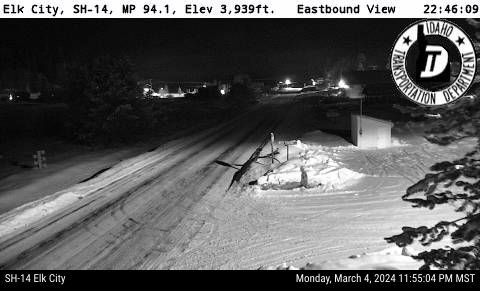 Elk City, SH-14, MP 94.1, Elev 3,939ft. Eastbound View 22:46:09
IDAHO
TRANSPORTATION DEPARTMENT
SH-14 Elk City Monday, March 4, 2024 11:55:04 PM MST